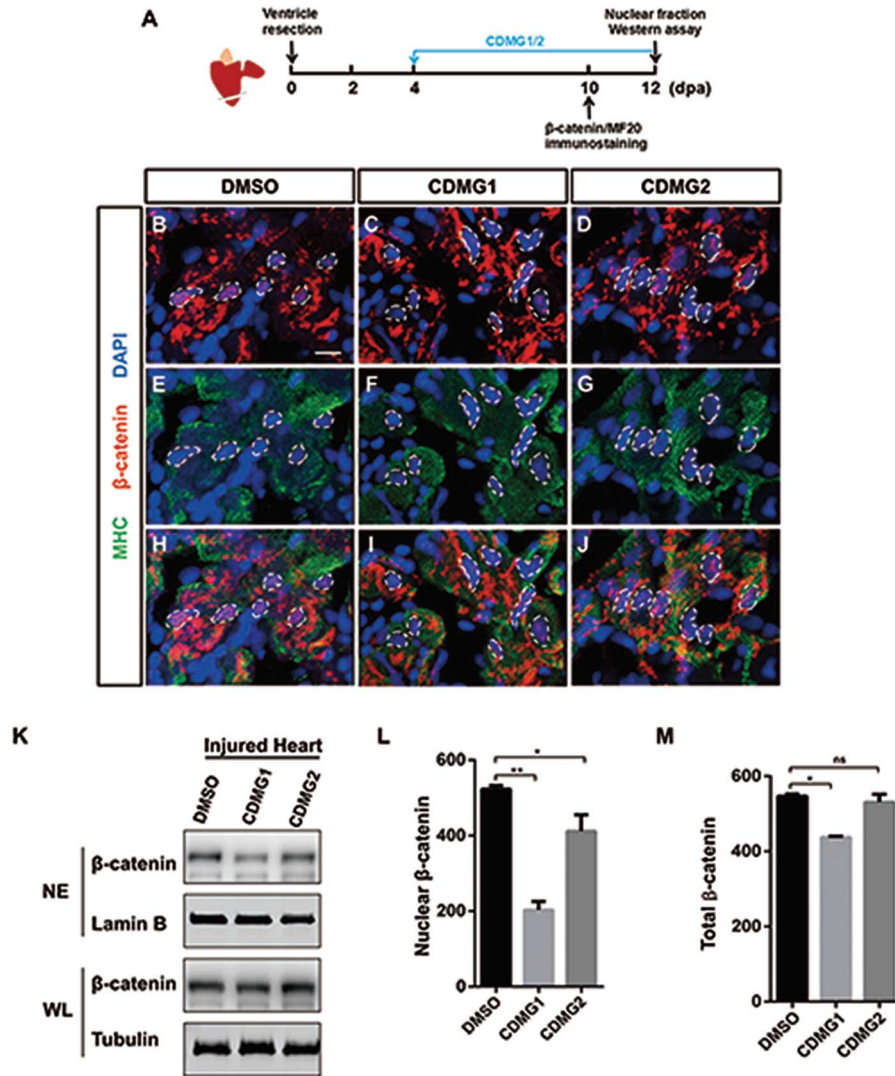 A
Ventricle
resection
Nuclear fraction
Western assay
CDMG1/2
0 2 4 10 12 (dpa)
β-catenin/MF20
immunostaining
DMSO CDMG1 CDMG2
MHC β-catenin DAPI
B C D
E F G
H I J
K
Injured Heart
DMSO CDMG1 CDMG2
NE
β-catenin
Lamin B
WL
β-catenin
Tubulin
L
Nuclear β-catenin
600
400
200
0
** *
DMSO CDMG1 CDMG2
M
Total β-catenin
600
400
200
0
* ns
DMSO CDMG1 CDMG2